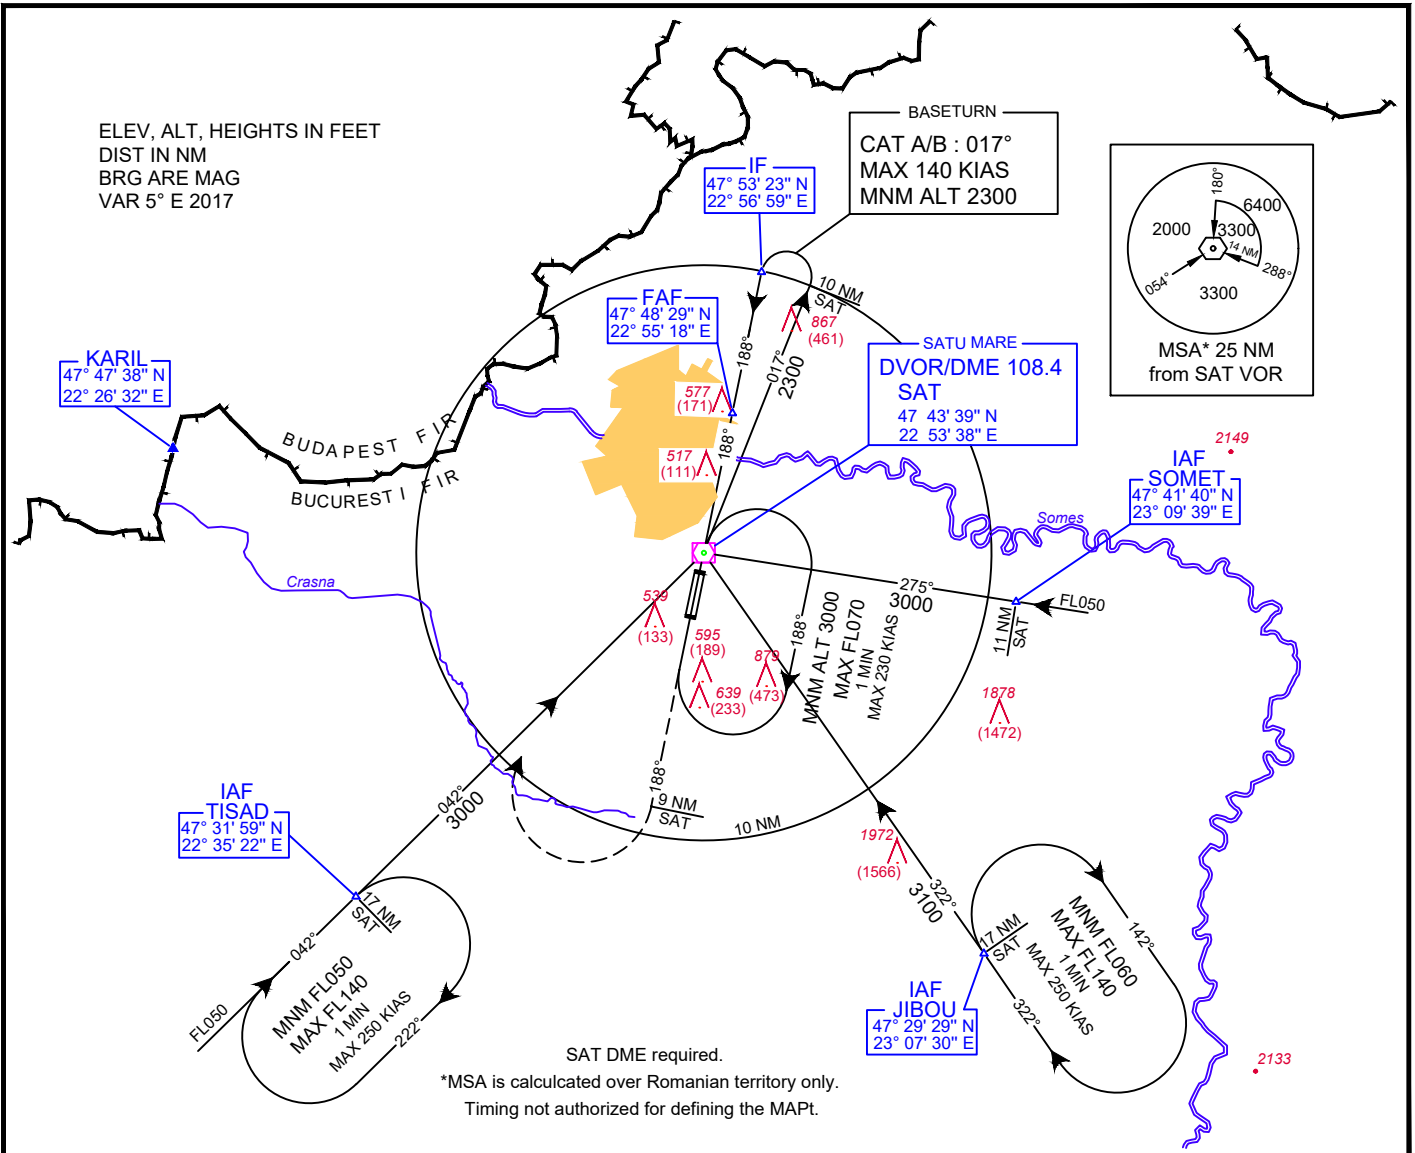 ELEV, ALT, HEIGHTS IN FEET
DIST IN NM
BRG ARE MAG
VAR 5° E 2017
BASETURN
CAT A/B : 017°
MAX 140 KIAS
MNM ALT 2300
IF
47° 53' 23" N
22° 56' 59" E
180°
6400
2000
3300
14 NM
288°
054°
3300
MSA* 25 NM
from SAT VOR
FAF
47° 48' 29" N
22° 55' 18" E
10 NM
SAT
867
(461)
188°
017°
2300
KARIL
47° 47' 38" N
22° 26' 32" E
SATU MARE
DVOR/DME 108.4
SAT
47 43' 39" N
22 53' 38" E
577
(171)
188°
517
(111)
BUDAPEST FIR
BUCURESTI FIR
2149
IAF
SOMET
47° 41' 40" N
23° 09' 39" E
Somes
Crasna
275°
3000
FL050
11 NM
SAT
539
(133)
595
(189)
639
(233)
879
(473)
188°
MNM ALT 3000
MAX FL070
1 MIN
MAX 230 KIAS
1878
(1472)
188°
9 NM
SAT
10 NM
042°
3000
IAF
TISAD
47° 31' 59" N
22° 35' 22" E
17 NM
SAT
042°
FL050
MNM FL050
MAX FL140
1 MIN
MAX 250 KIAS
222°
1972
(1566)
322°
3100
17 NM
SAT
MNM FL060
MAX FL140
1 MIN
MAX 250 KIAS
142°
322°
IAF
JIBOU
47° 29' 29" N
23° 07' 30" E
2133
SAT DME required.
*MSA is calculcated over Romanian territory only.
Timing not authorized for defining the MAPt.